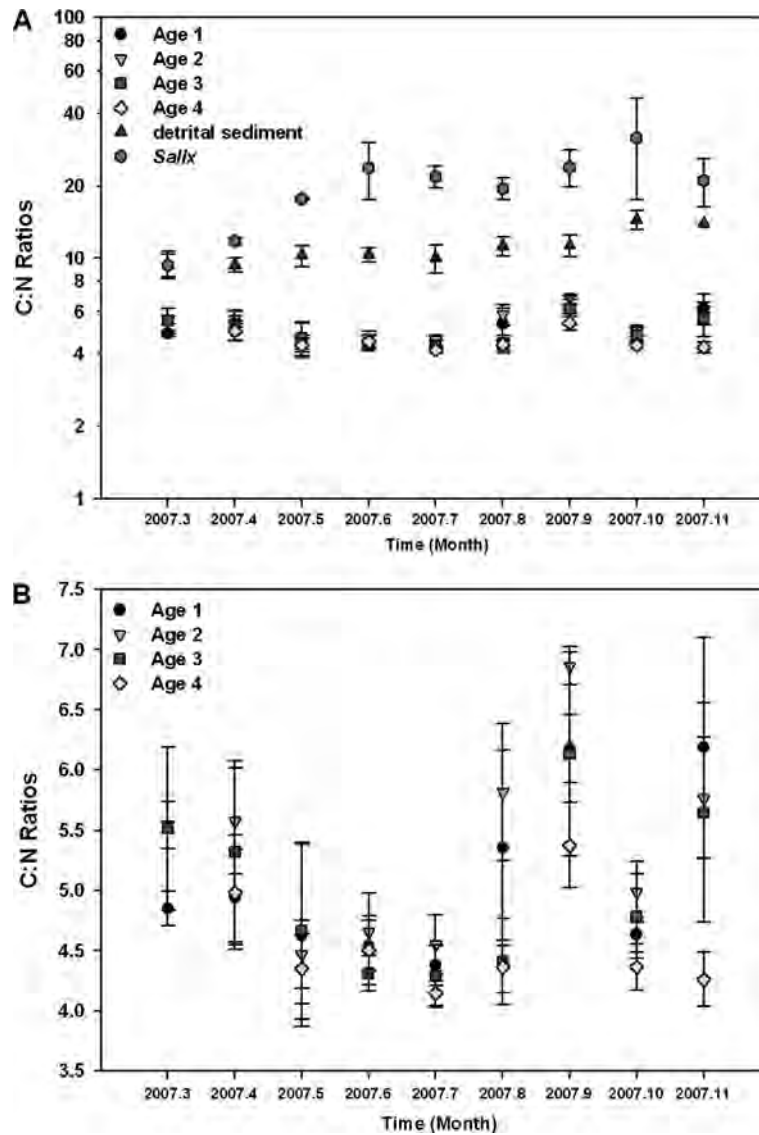 A
100
80
60
40
20
10
8
6
4
2
1
C:N Ratios
Age 1
Age 2
Age 3
Age 4
detrital sediment
Salix
2007.3 2007.4 2007.5 2007.6 2007.7 2007.8 2007.9 2007.10 2007.11
Time (Month)
B
7.5
7.0
6.5
6.0
5.5
5.0
4.5
4.0
3.5
C:N Ratios
Age 1
Age 2
Age 3
Age 4
2007.3 2007.4 2007.5 2007.6 2007.7 2007.8 2007.9 2007.10 2007.11
Time (Month)